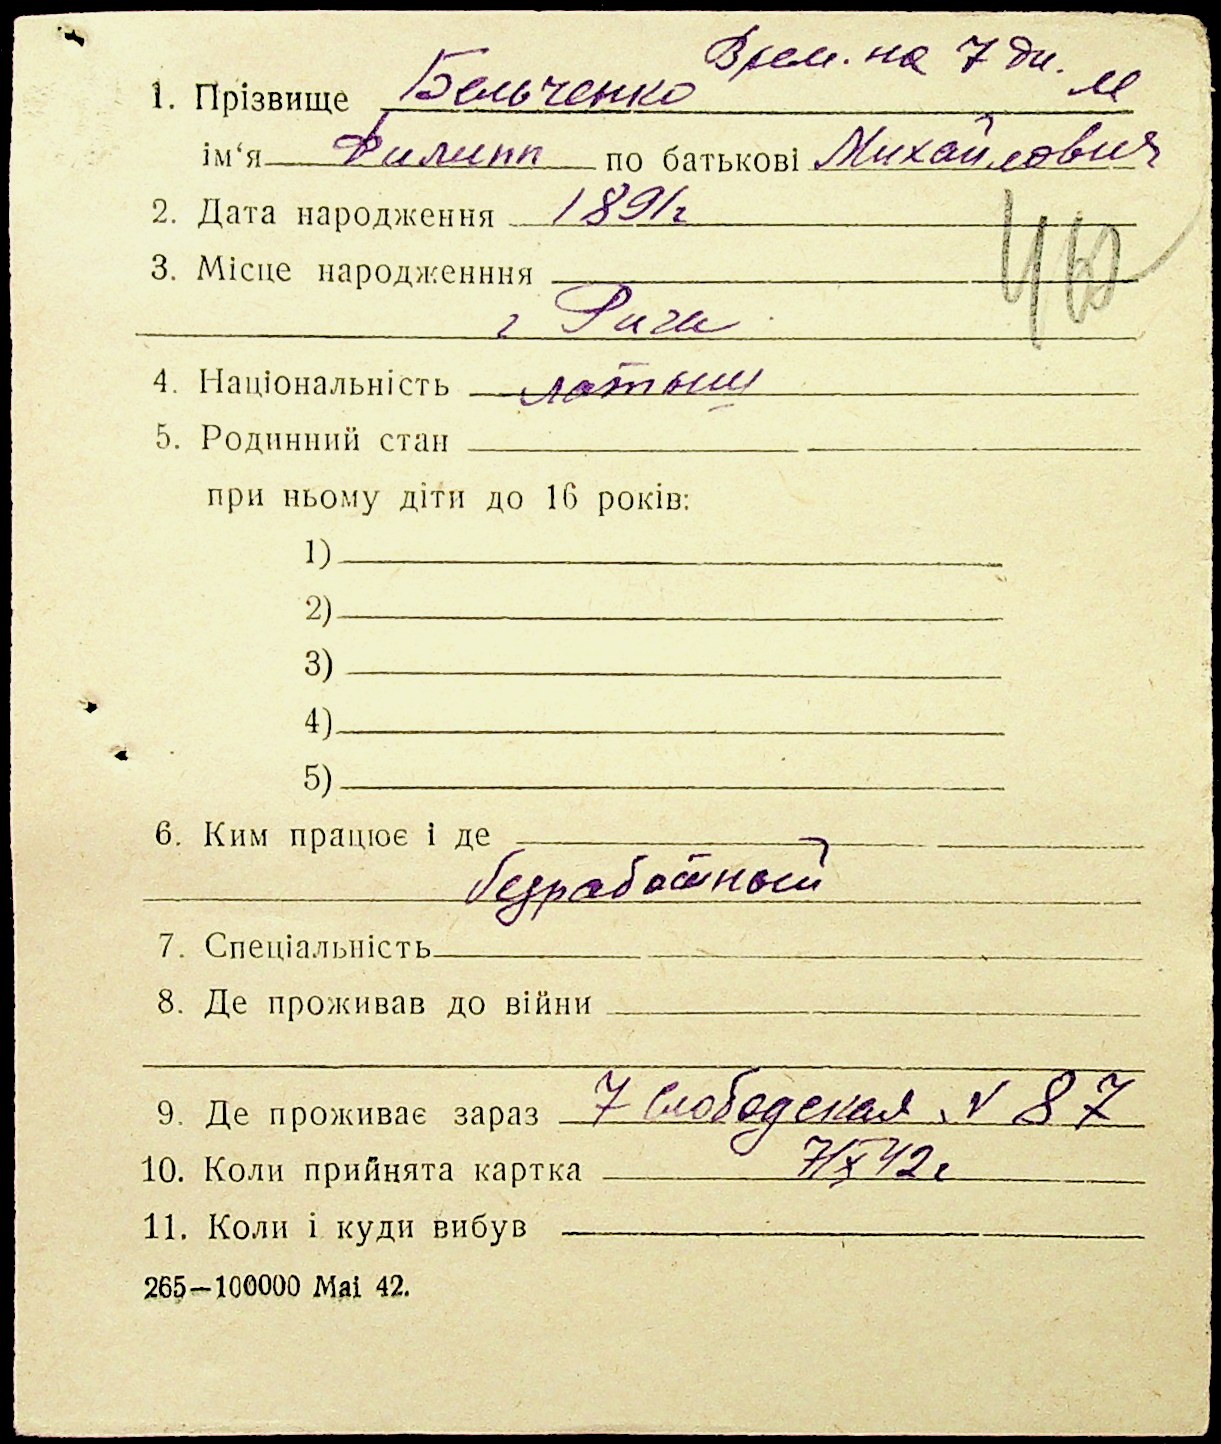 Врем. на 7 дн.
1. Прізвище Бельченко м
ім‘я Филипп по батькові Михайлович
2. Дата народження 1891 г
3. Місце народженння
г Рига
4. Національність латыш
5. Родинний стан
при ньому діти до 16 років:
1)
2)
3)
4)
5)
6. Ким працює і де
безработный
7. Спеціальність
8. Де проживав до війни
9. Де проживає зараз 7 Слободская № 87
10. Коли прийнята картка 7/X 42 г
11. Коли і куди вибув
265—100000 Mai 42.